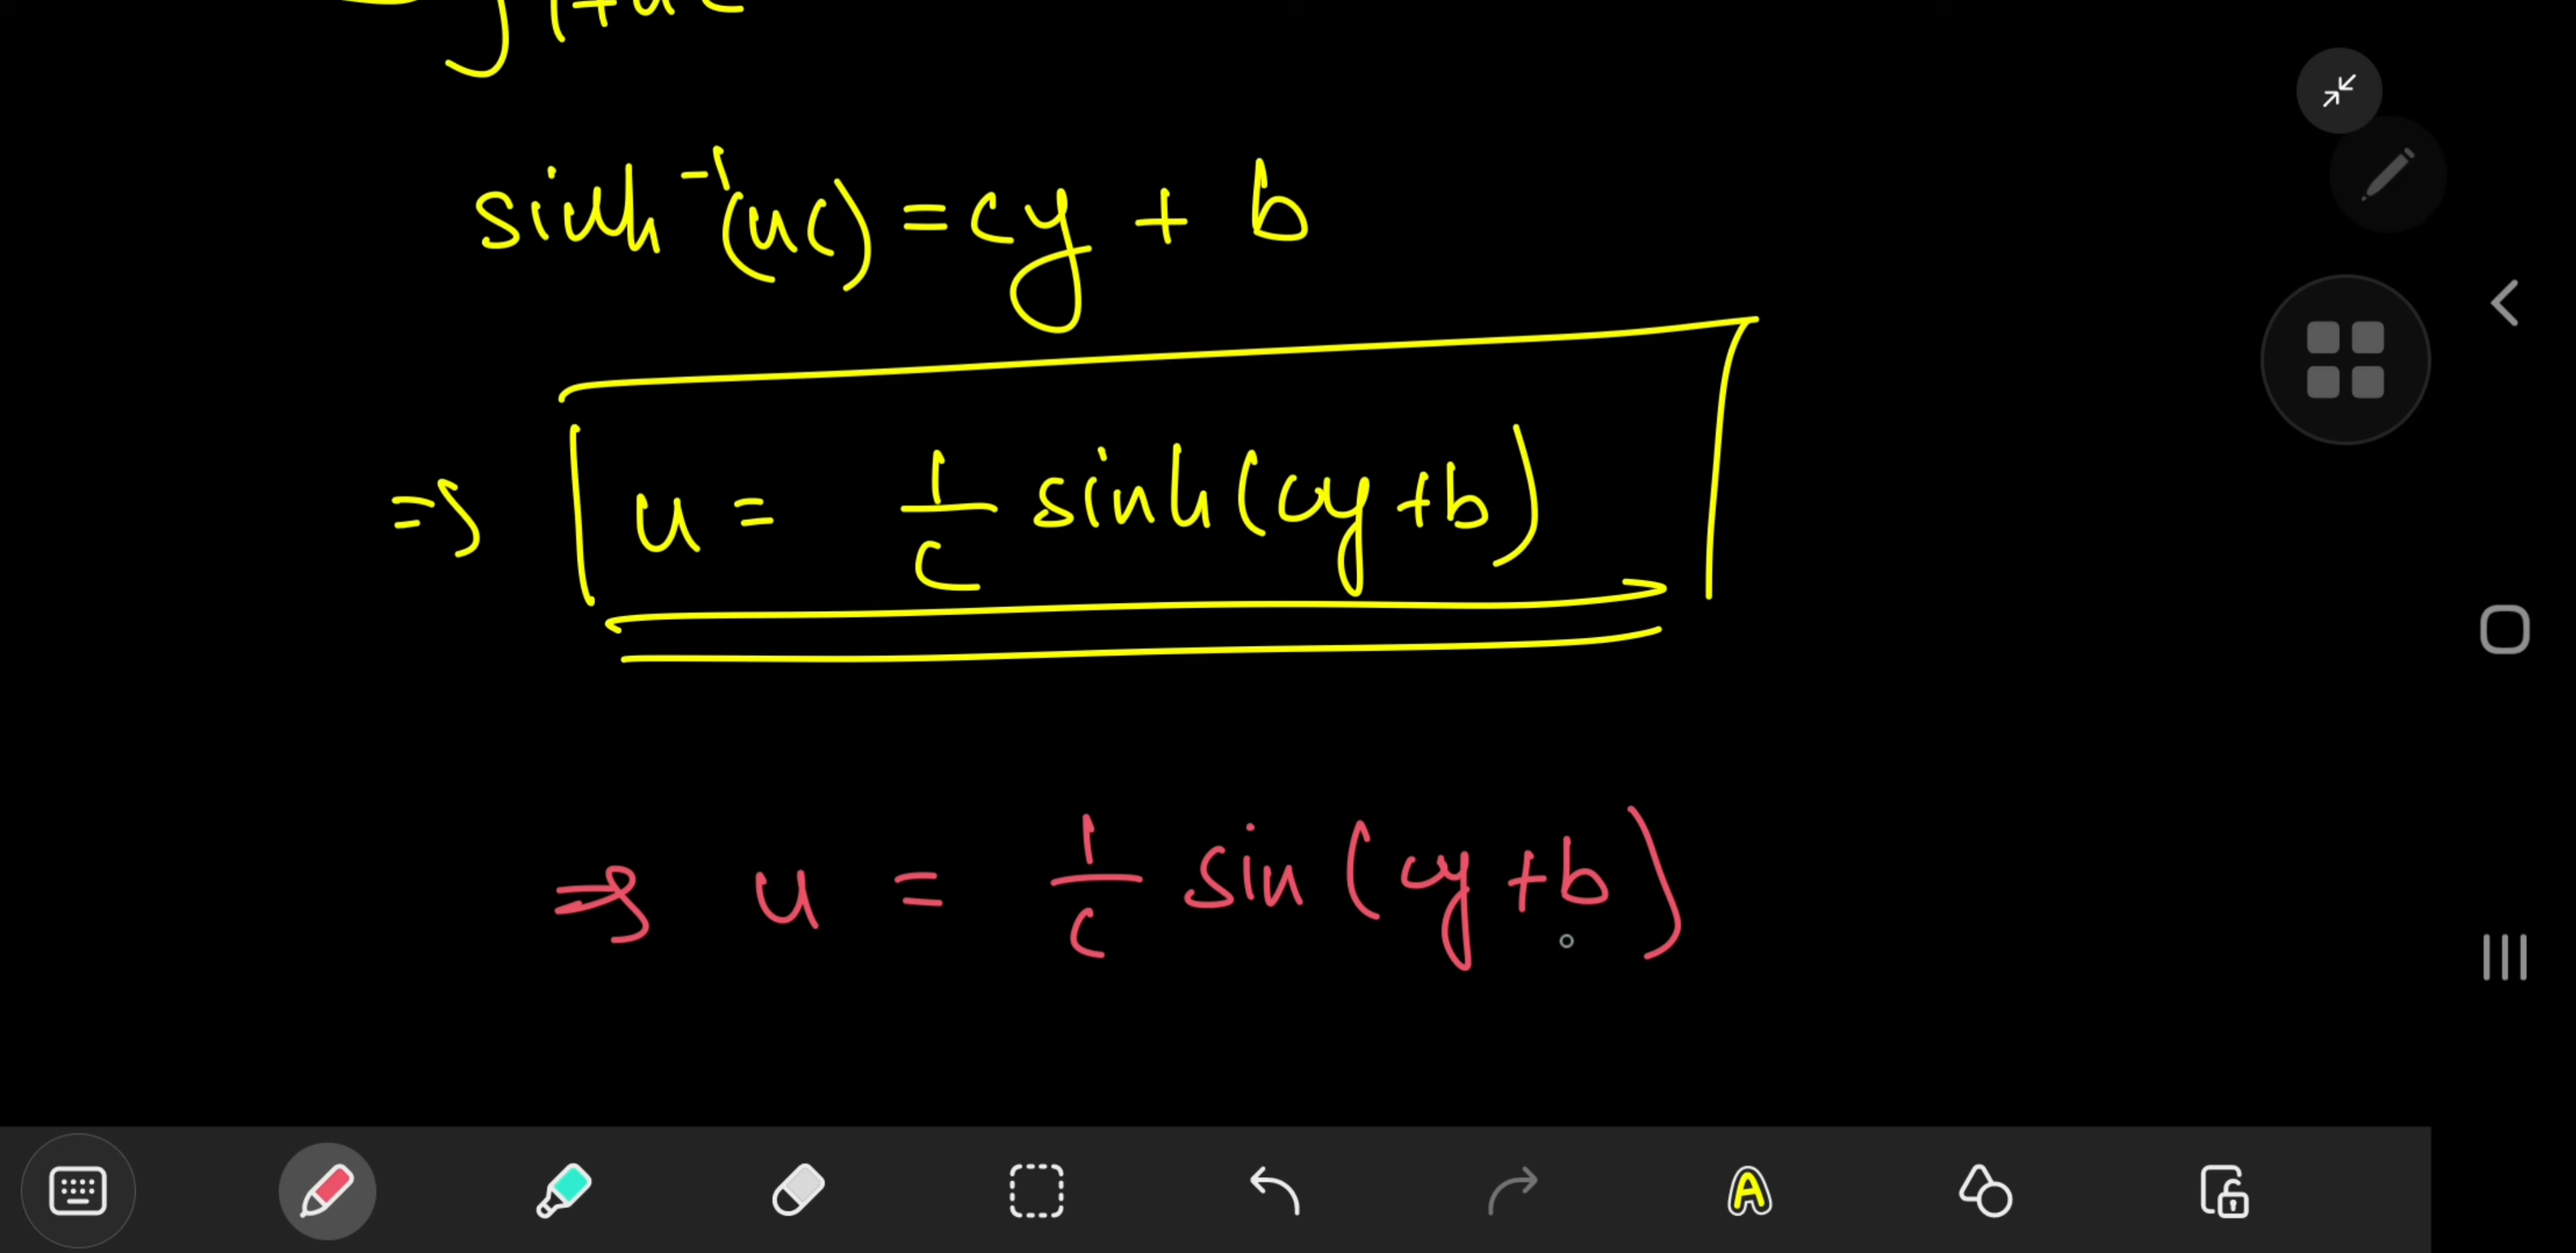 sinh⁻¹(uc) = cy + b
⇒ u = 1/c sinh(cy+b)
⇒ u = 1/c sin(cy+b)
A